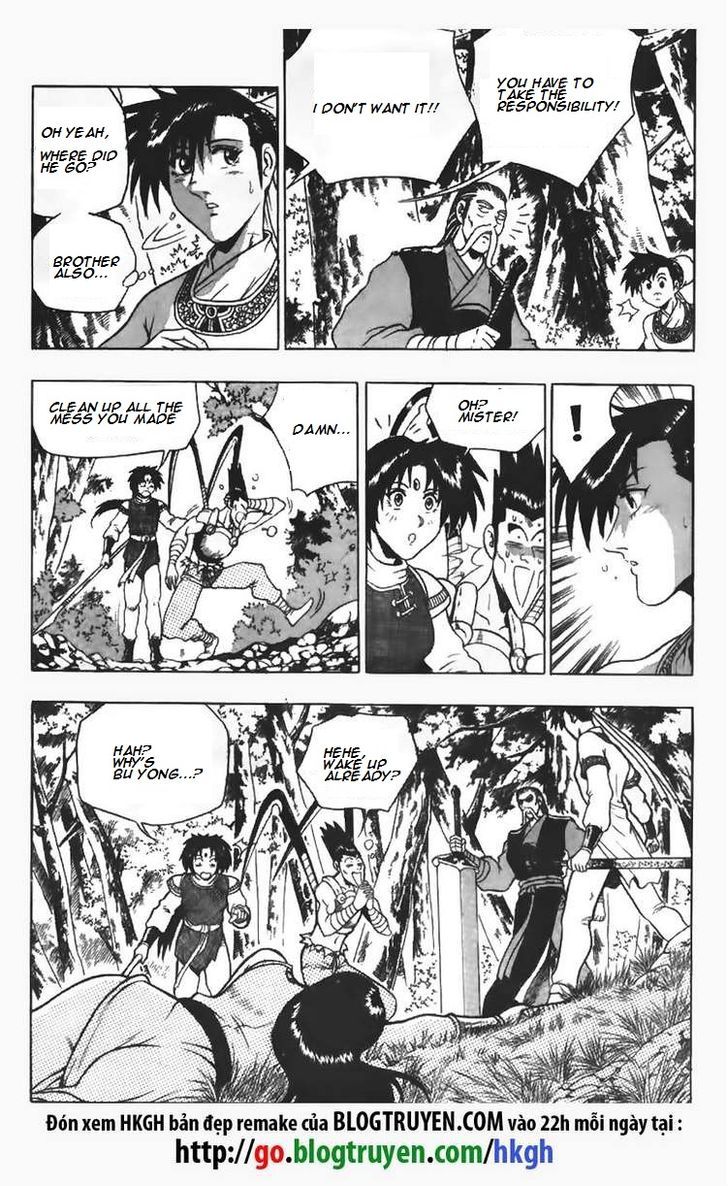 OH YEAH,
WHERE DID
HE GO?
BROTHER
ALSO...
I DON'T WANT IT!!
YOU HAVE TO
TAKE THE
RESPONSIBILITY!
CLEAN UP ALL THE
MESS YOU MADE
DAMN...
OH?
MISTER!
!
HAH?
WHY'S
BU YONG...?
HEHE,
WAKE UP
ALREADY?
Đón xem HKGH bản đẹp remake của BLOGTRUYEN.COM vào 22h mỗi ngày tại :
http://go.blogtruyen.com/hkgh